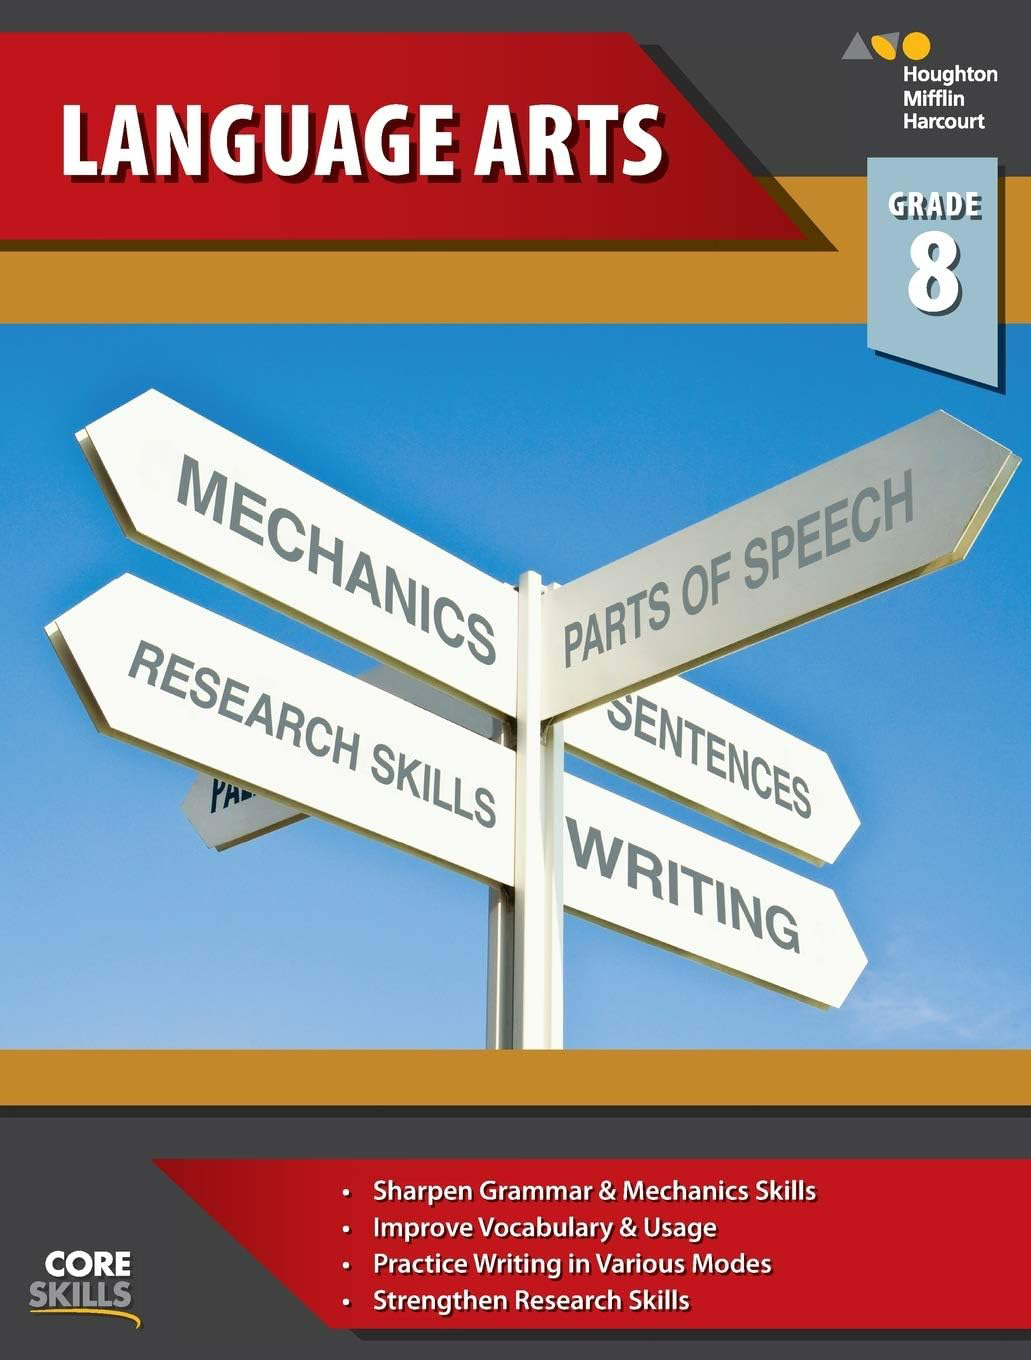 LANGUAGE ARTS
Houghton
Mifflin
Harcourt
GRADE
8
MECHANICS
PARTS OF SPEECH
RESEARCH SKILLS
SENTENCES
WRITING
• Sharpen Grammar & Mechanics Skills
• Improve Vocabulary & Usage
• Practice Writing in Various Modes
• Strengthen Research Skills
CORE
SKILLS